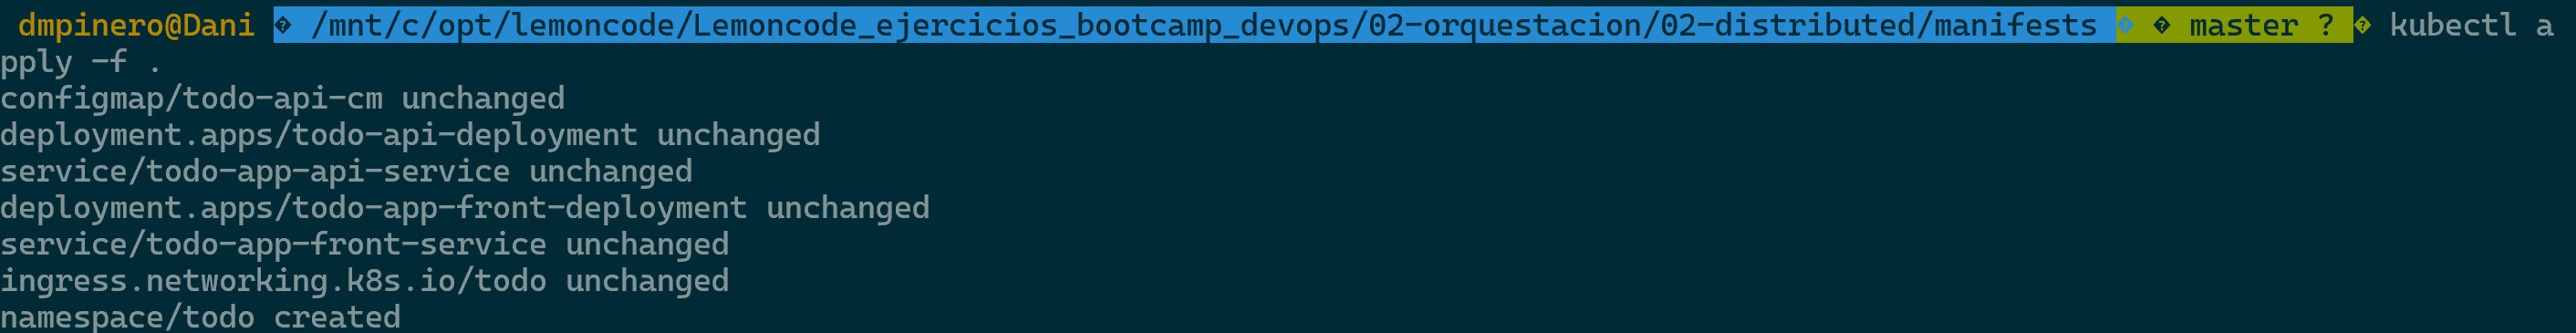 dmpinero@Dani � /mnt/c/opt/lemoncode/Lemoncode_ejercicios_bootcamp_devops/02-orquestacion/02-distributed/manifests � � master ? � kubectl a
pply -f .
configmap/todo-api-cm unchanged
deployment.apps/todo-api-deployment unchanged
service/todo-app-api-service unchanged
deployment.apps/todo-app-front-deployment unchanged
service/todo-app-front-service unchanged
ingress.networking.k8s.io/todo unchanged
namespace/todo created